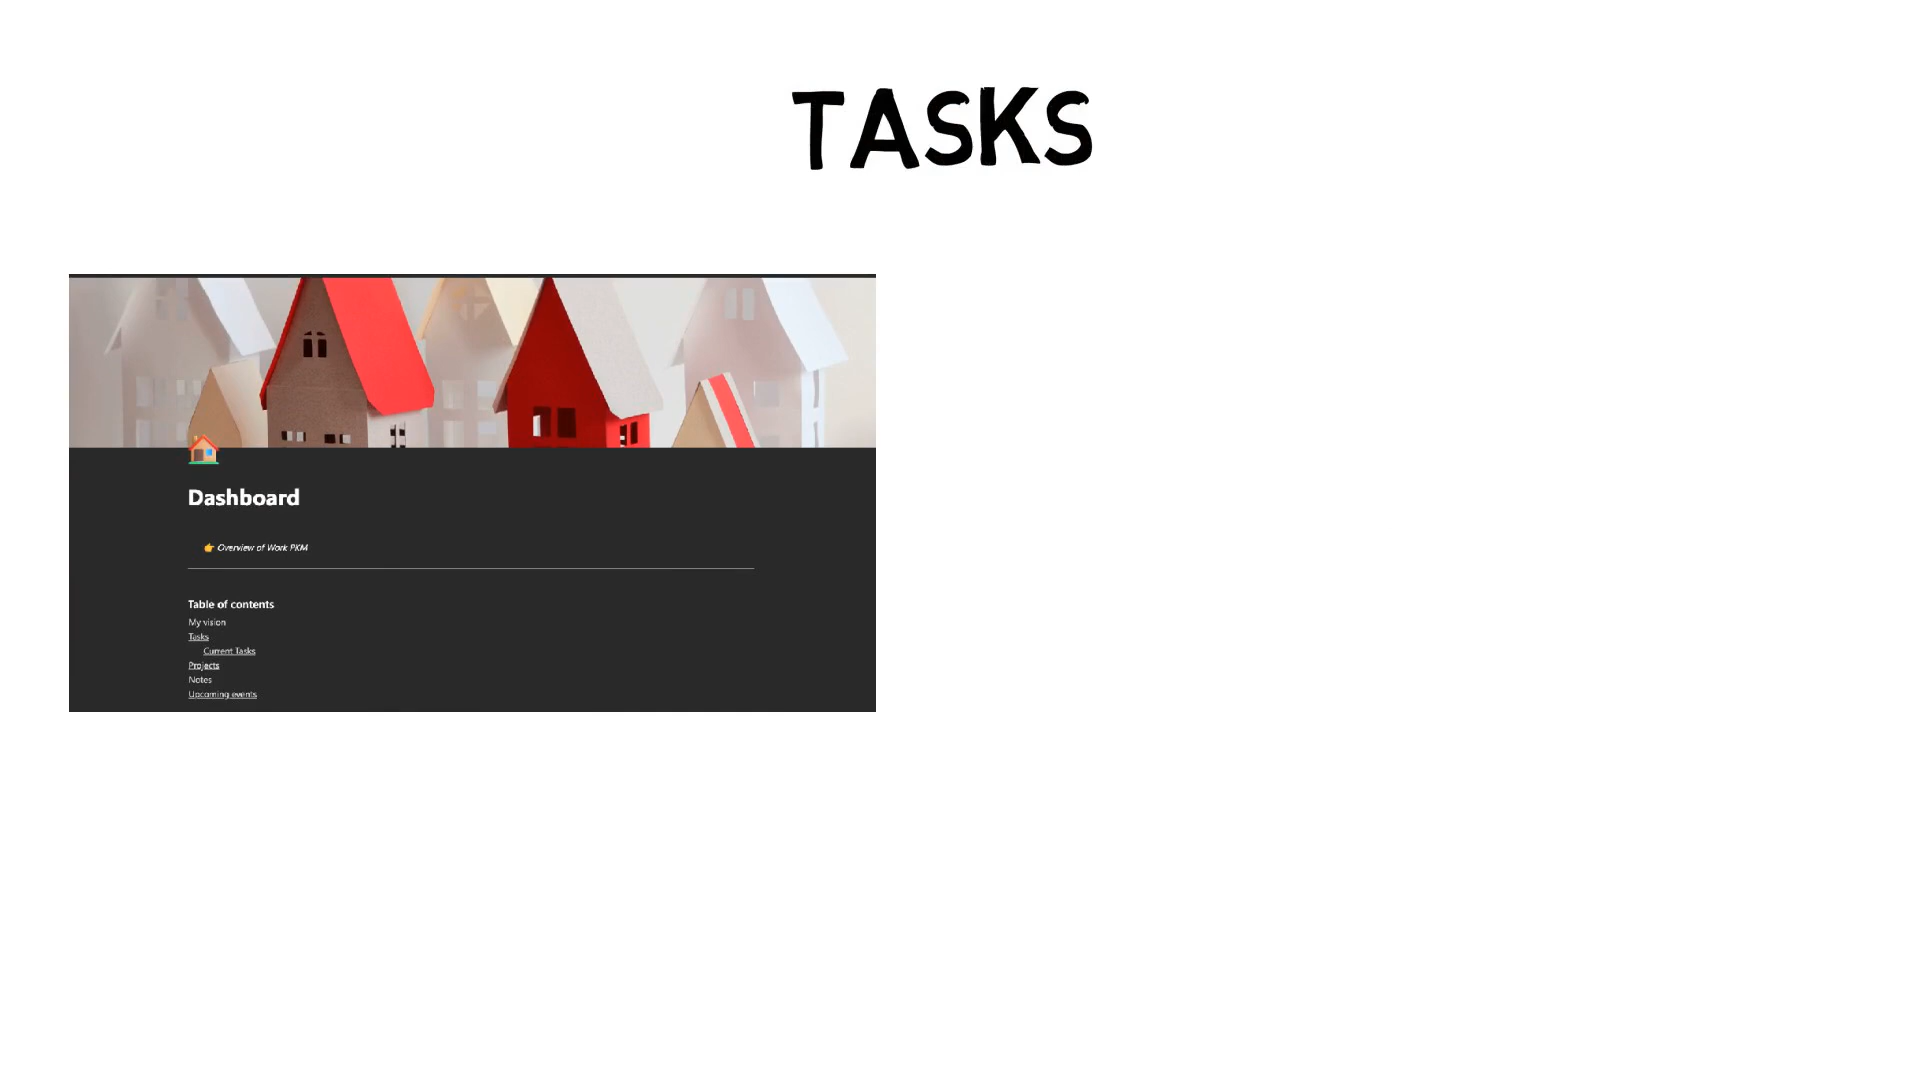 TASKS
Dashboard
👉 Overview of Work PKM
Table of contents
My vision
Tasks
Current Tasks
Projects
Notes
Upcoming events